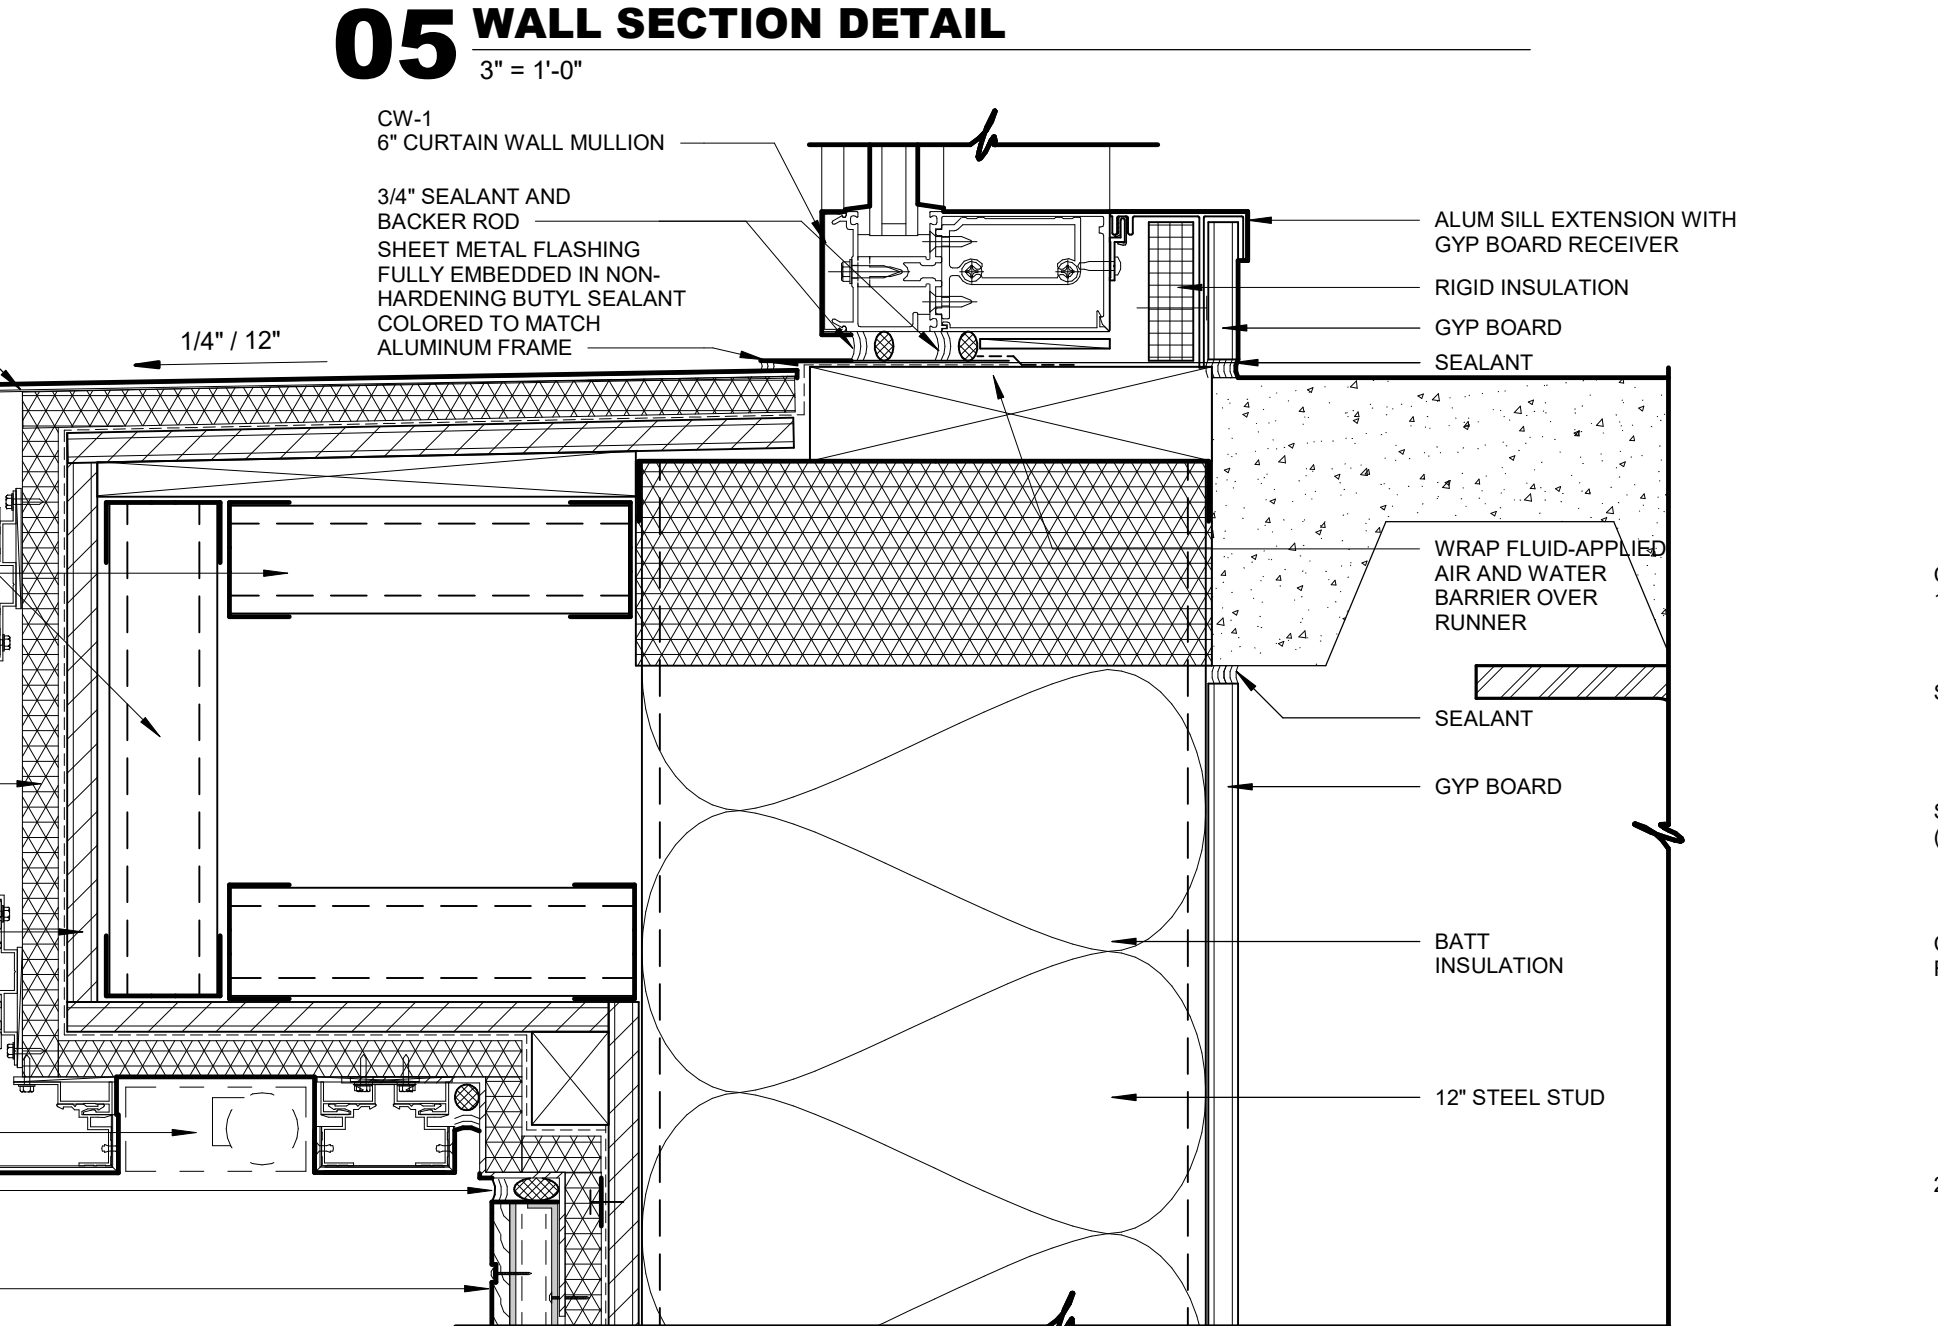 05 WALL SECTION DETAIL
3" = 1'-0"
CW-1
6" CURTAIN WALL MULLION
3/4" SEALANT AND
BACKER ROD
SHEET METAL FLASHING
FULLY EMBEDDED IN NON-
HARDENING BUTYL SEALANT
COLORED TO MATCH
ALUMINUM FRAME
1/4" / 12"
ALUM SILL EXTENSION WITH
GYP BOARD RECEIVER
RIGID INSULATION
GYP BOARD
SEALANT
WRAP FLUID-APPLIED
AIR AND WATER
BARRIER OVER
RUNNER
SEALANT
GYP BOARD
BATT
INSULATION
12" STEEL STUD